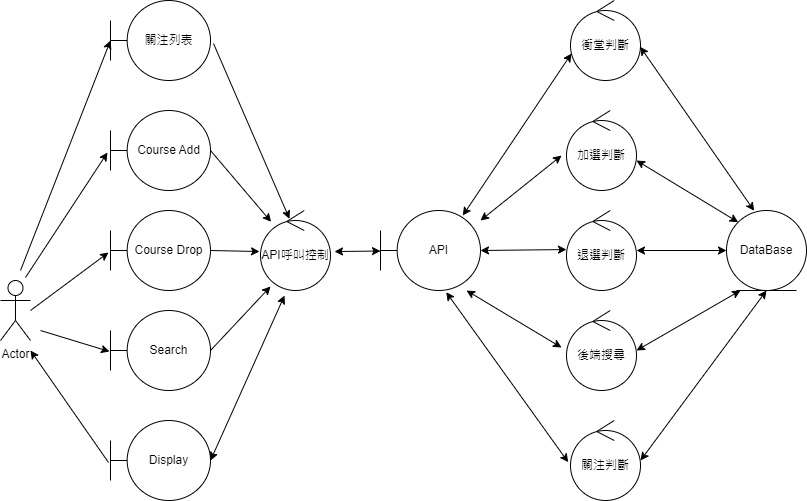 關注列表
衝堂判斷
Course Add
加選判斷
Course Drop
API呼叫控制
API
退選判斷
DataBase
Actor
Search
後端搜尋
Display
關注判斷